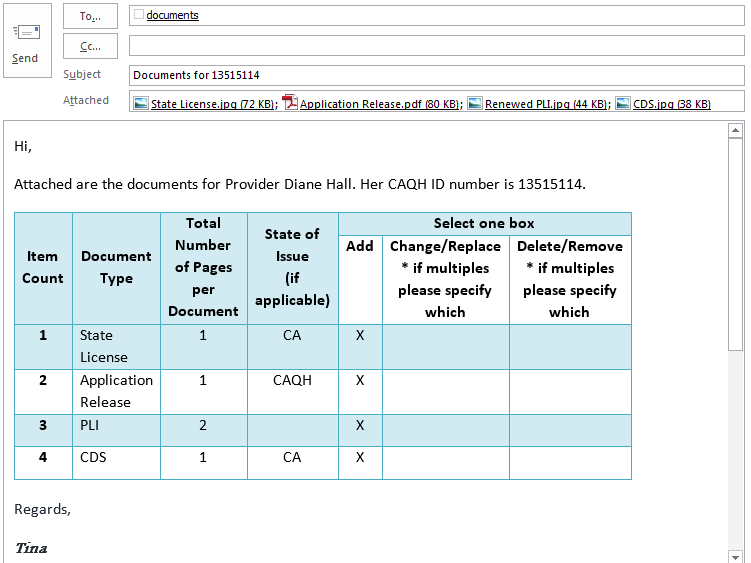 To...
documents
Send
Cc...
Subject
Documents for 13515114
Attached
State License.jpg (72 KB); Application Release.pdf (80 KB); Renewed PLI.jpg (44 KB); CDS.jpg (38 KB)
Hi,
Attached are the documents for Provider Diane Hall. Her CAQH ID number is 13515114.
Item
Count
Document
Type
Total
Number
of Pages
per
Document
State of
Issue
(if
applicable)
Select one box
Add
Change/Replace
* if multiples
please specify
which
Delete/Remove
* if multiples
please specify
which
1 State 1 CA X
License
2 Application 1 CAQH X
Release
3 PLI 2 X
4 CDS 1 CA X
Regards,
Tina